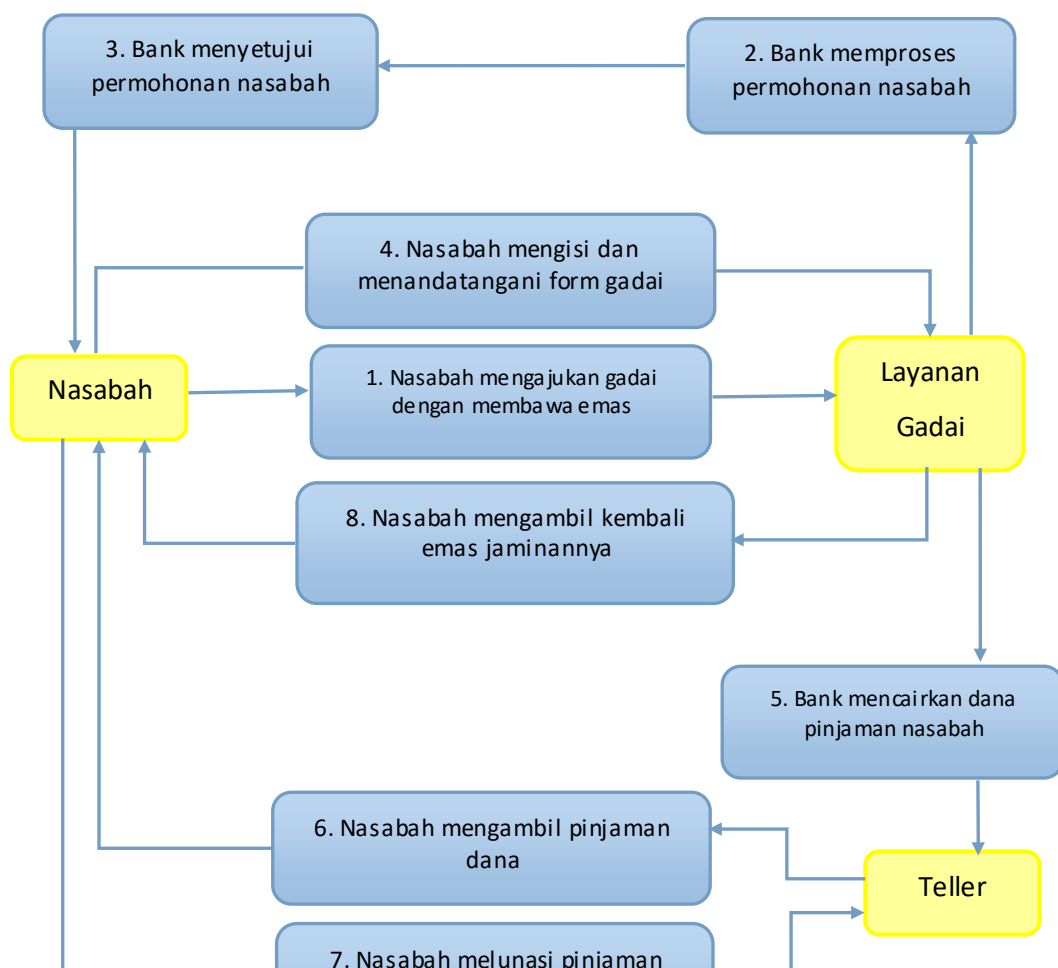 3. Bank menyetujui
permohonan nasabah
2. Bank memproses
permohonan nasabah
4. Nasabah mengisi dan
menandatangani form gadai
Nasabah
1. Nasabah mengajukan gadai
dengan membawa emas
Layanan
Gadai
8. Nasabah mengambil kembali
emas jaminannya
5. Bank mencairkan dana
pinjaman nasabah
6. Nasabah mengambil pinjaman
dana
Teller
7. Nasabah melunasi pinjaman